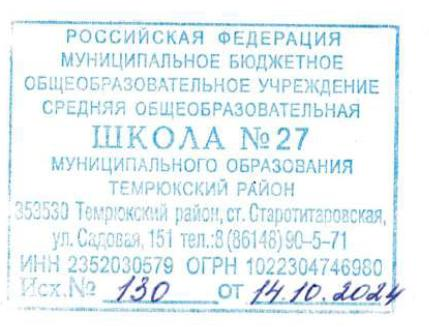 РОССИЙСКАЯ ФЕДЕРАЦИЯ
МУНИЦИПАЛЬНОЕ БЮДЖЕТНОЕ
ОБЩЕОБРАЗОВАТЕЛЬНОЕ УЧРЕЖДЕНИЕ
СРЕДНЯЯ ОБЩЕОБРАЗОВАТЕЛЬНАЯ
ШКОЛА №27
МУНИЦИПАЛЬНОГО ОБРАЗОВАНИЯ
ТЕМРЮКСКИЙ РАЙОН
353530 Темрюкский район, ст. Старотитаровская,
ул. Садовая, 151 тел.:8 (86148) 90-5-71
ИНН 2352030579 ОГРН 1022304746980
Исх.№ 130 от 14.10.2024